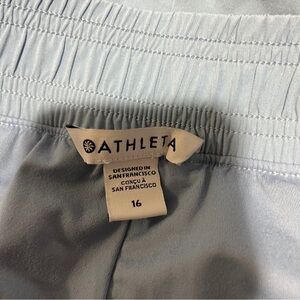 ATHLETA
DESIGNED IN
SAN FRANCISCO
CONÇU À
SAN FRANCISCO
16